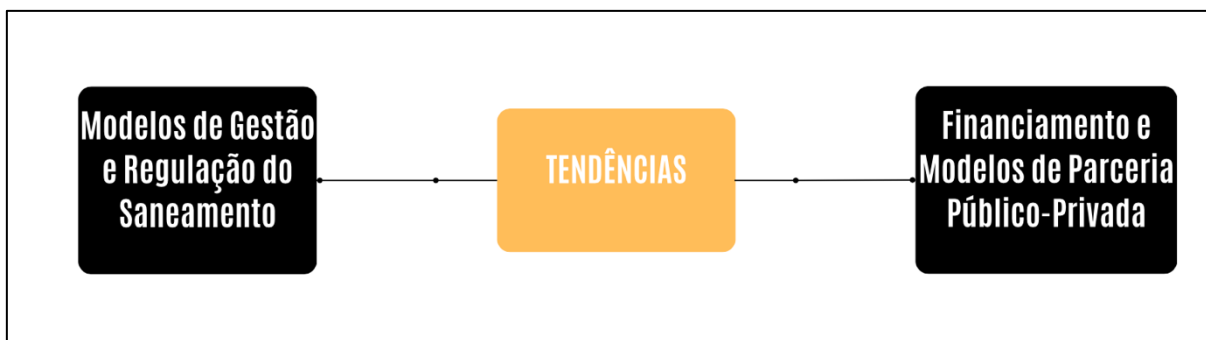 Modelos de Gestão
e Regulação do
Saneamento
TENDÊNCIAS
Financiamento e
Modelos de Parceria
Público-Privada